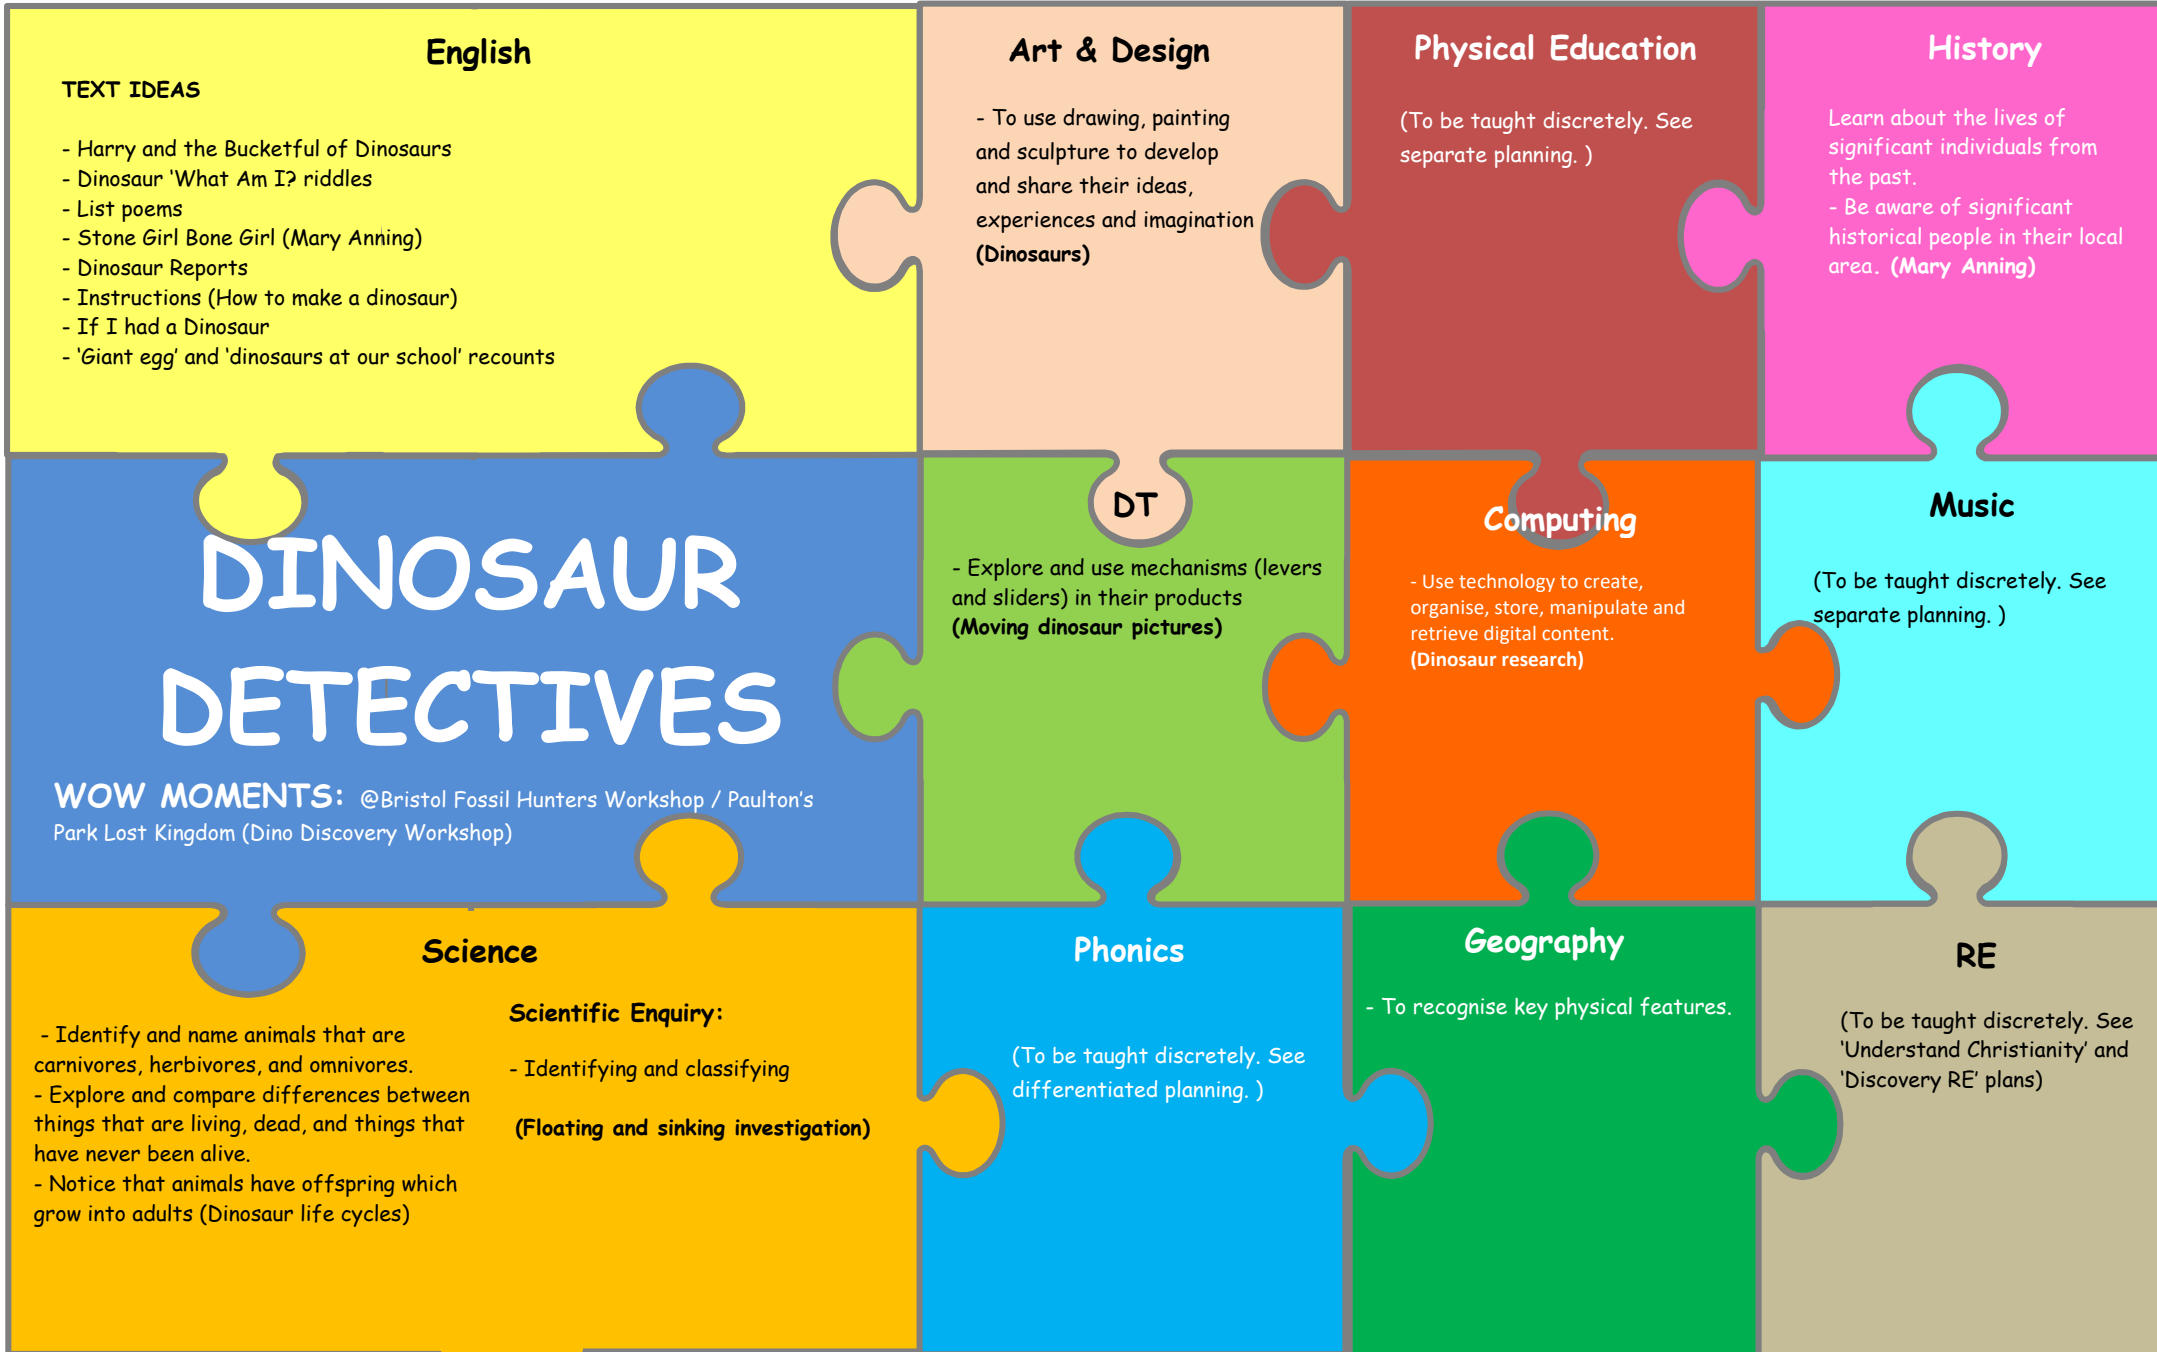 English
TEXT IDEAS
- Harry and the Bucketful of Dinosaurs
- Dinosaur ‘What Am I? riddles
- List poems
- Stone Girl Bone Girl (Mary Anning)
- Dinosaur Reports
- Instructions (How to make a dinosaur)
- If I had a Dinosaur
- ‘Giant egg’ and ‘dinosaurs at our school’ recounts
Art & Design
- To use drawing, painting
and sculpture to develop
and share their ideas,
experiences and imagination
(Dinosaurs)
Physical Education
(To be taught discretely. See
separate planning. )
History
Learn about the lives of
significant individuals from
the past.
- Be aware of significant
historical people in their local
area. (Mary Anning)
DINOSAUR
DETECTIVES
WOW MOMENTS: @Bristol Fossil Hunters Workshop / Paulton’s
Park Lost Kingdom (Dino Discovery Workshop)
DT
- Explore and use mechanisms (levers
and sliders) in their products
(Moving dinosaur pictures)
Computing
- Use technology to create,
organise, store, manipulate and
retrieve digital content.
(Dinosaur research)
Music
(To be taught discretely. See
separate planning. )
Science
- Identify and name animals that are
carnivores, herbivores, and omnivores.
- Explore and compare differences between
things that are living, dead, and things that
have never been alive.
- Notice that animals have offspring which
grow into adults (Dinosaur life cycles)
Scientific Enquiry:
- Identifying and classifying
(Floating and sinking investigation)
Phonics
(To be taught discretely. See
differentiated planning. )
Geography
- To recognise key physical features.
RE
(To be taught discretely. See
‘Understand Christianity’ and
‘Discovery RE’ plans)